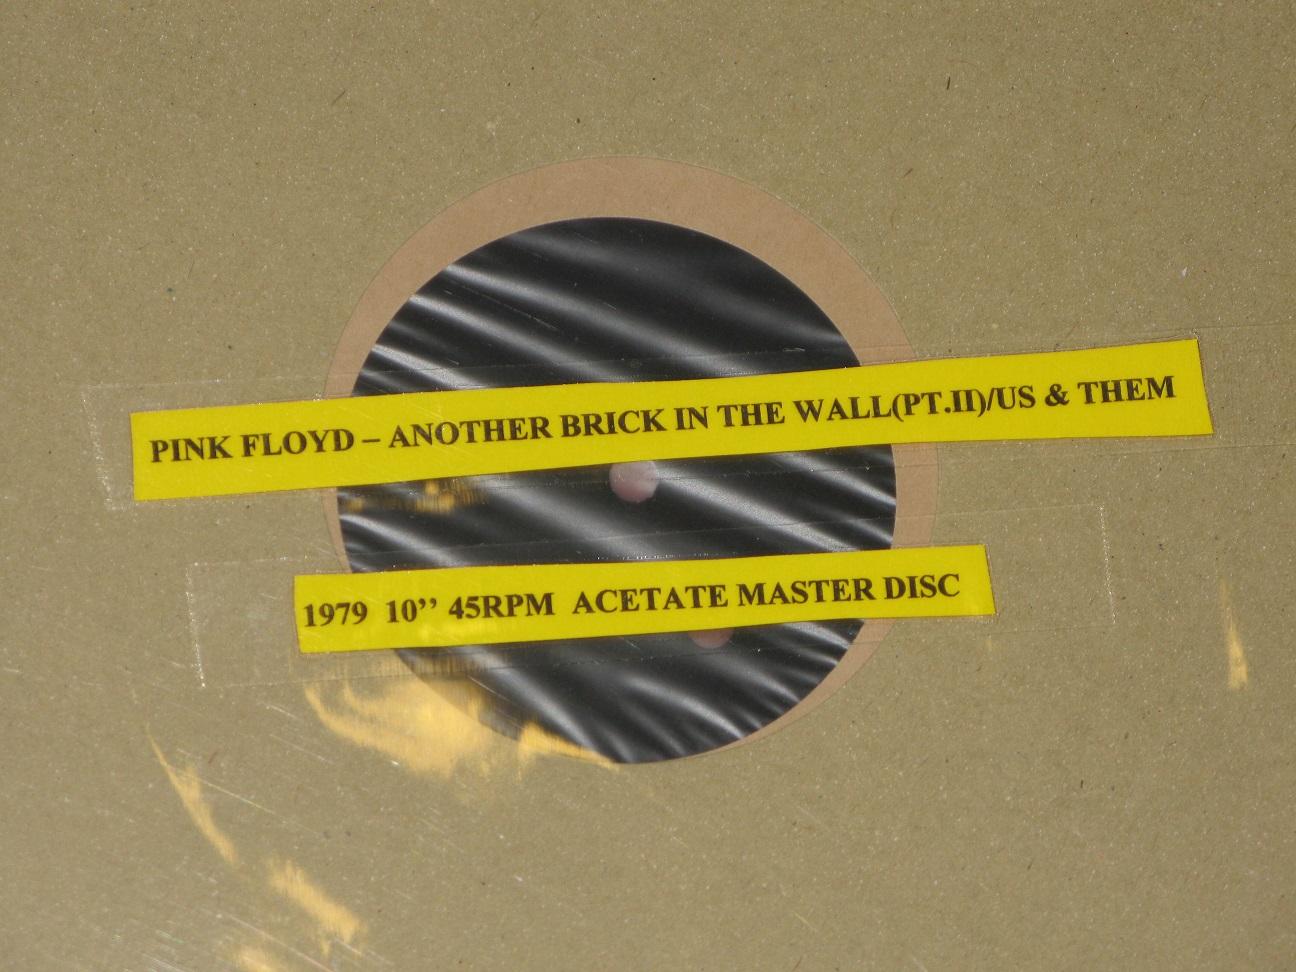 PINK FLOYD – ANOTHER BRICK IN THE WALL(PT.II)/US & THEM
1979 10’’ 45RPM ACETATE MASTER DISC